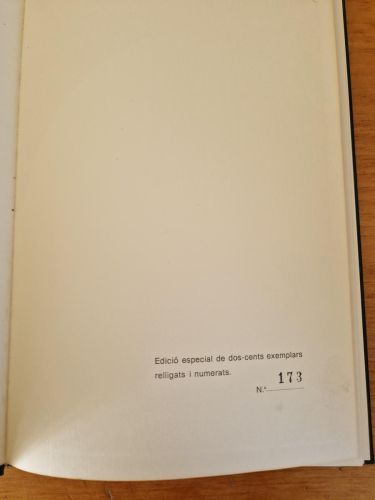 Edició especial de dos-cents exemplars
relligats i numerats.
N.º 173